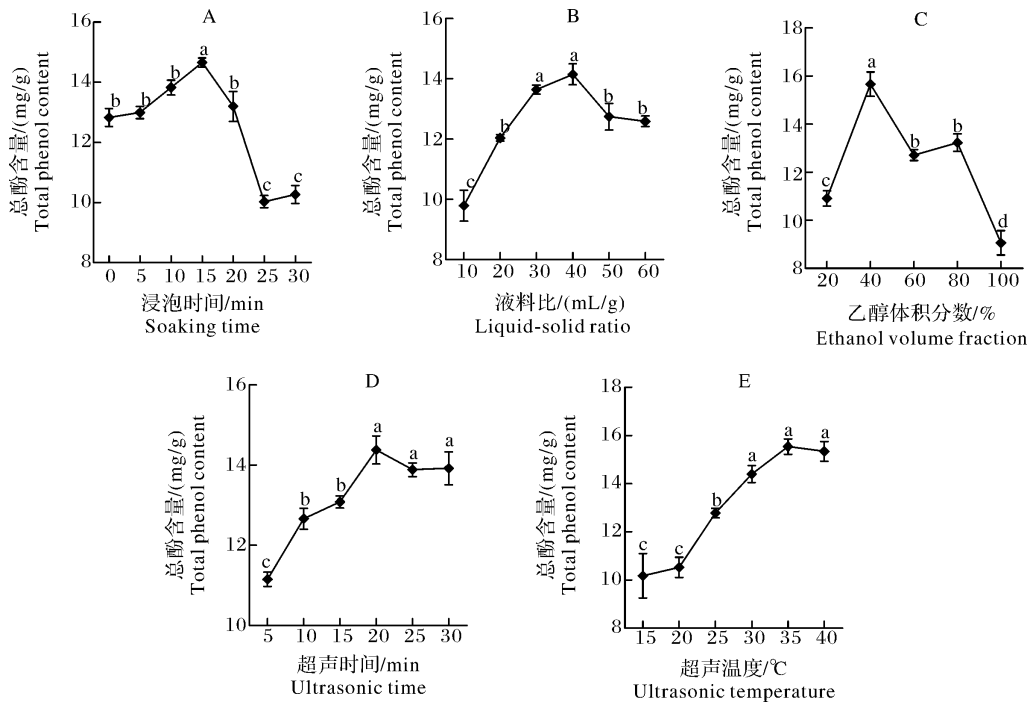 A
总酚含量/(mg/g)
Total phenol content
16
14
12
10
8
b
b
b
a
b
c
c
0 5 10 15 20 25 30
浸泡时间/min
Soaking time
B
总酚含量/(mg/g)
Total phenol content
16
14
12
10
8
c
b
a
a
b
b
10 20 30 40 50 60
液料比/(mL/g)
Liquid-solid ratio
C
总酚含量/(mg/g)
Total phenol content
18
16
14
12
10
8
c
a
b
b
d
20 40 60 80 100
乙醇体积分数/%
Ethanol volume fraction
D
总酚含量/(mg/g)
Total phenol content
16
14
12
10
c
b
b
a
a
a
5 10 15 20 25 30
超声时间/min
Ultrasonic time
E
总酚含量/(mg/g)
Total phenol content
18
16
14
12
10
8
c
c
b
a
a
a
15 20 25 30 35 40
超声温度/℃
Ultrasonic temperature